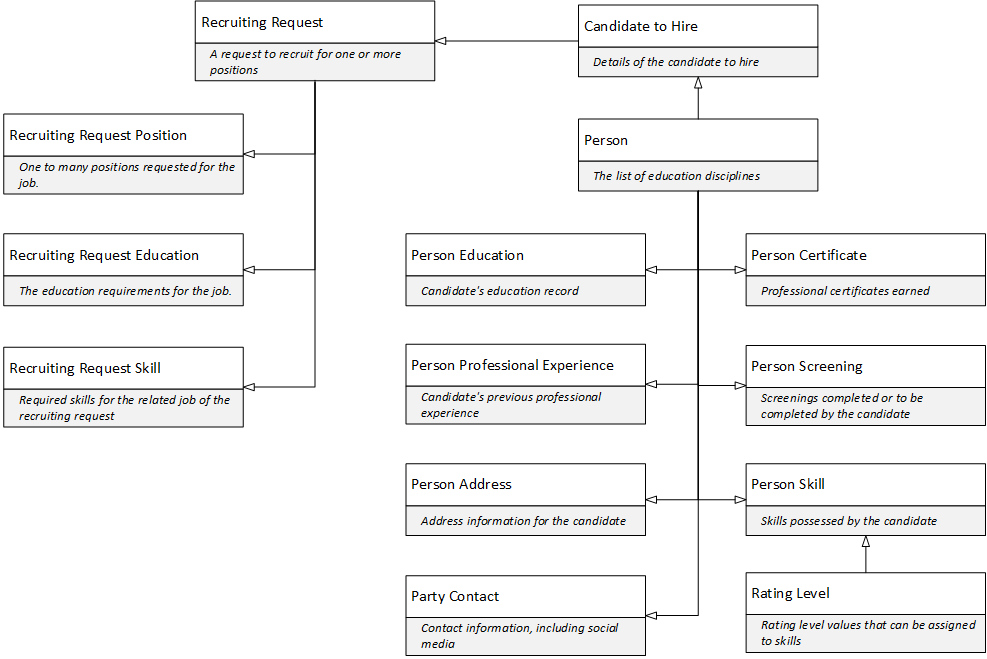 Recruiting Request
A request to recruit for one or more
positions
Candidate to Hire
Details of the candidate to hire
Recruiting Request Position
One to many positions requested for the
job.
Person
The list of education disciplines
Recruiting Request Education
The education requirements for the job.
Person Education
Candidate's education record
Person Certificate
Professional certificates earned
Recruiting Request Skill
Required skills for the related job of the
recruiting request
Person Professional Experience
Candidate's previous professional
experience
Person Screening
Screenings completed or to be
completed by the candidate
Person Address
Address information for the candidate
Person Skill
Skills possessed by the candidate
Party Contact
Contact information, including social
media
Rating Level
Rating level values that can be assigned
to skills